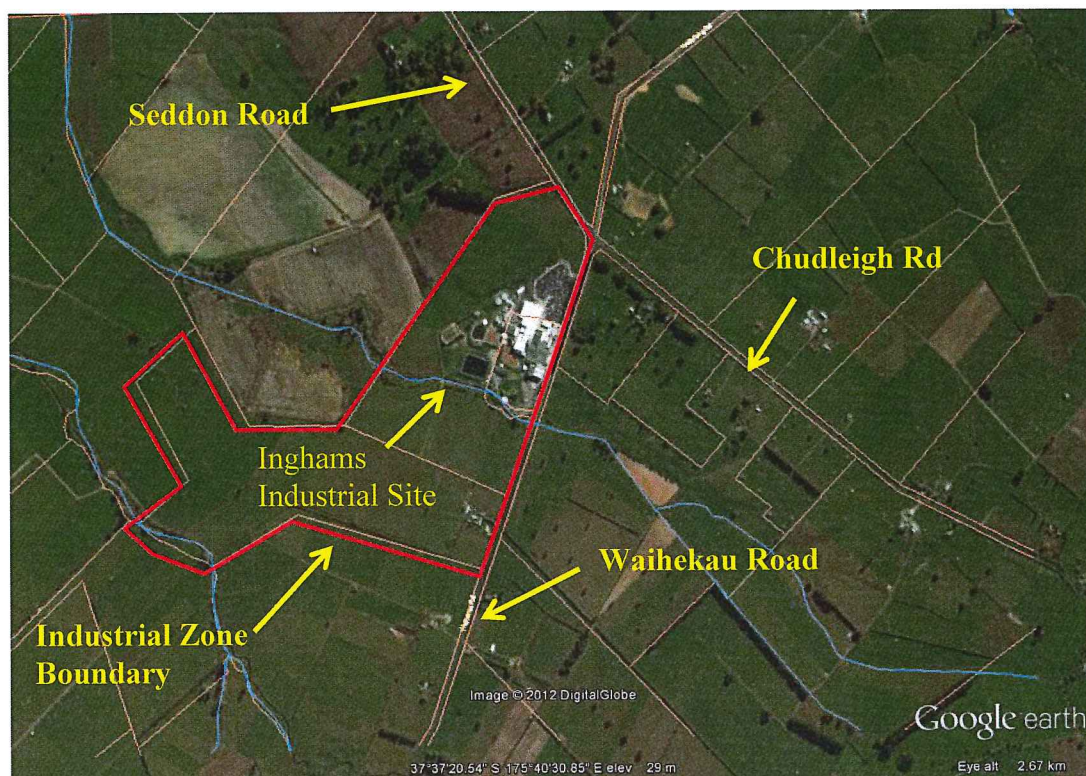 Seddon Road
Chudleigh Rd
Inghams
Industrial Site
Waihekau Road
Industrial Zone
Boundary
Image © 2012 DigitalGlobe
Google earth
37°37'20.54" S 175°40'30.85" E elev 29 m
Eye alt 2.67 km